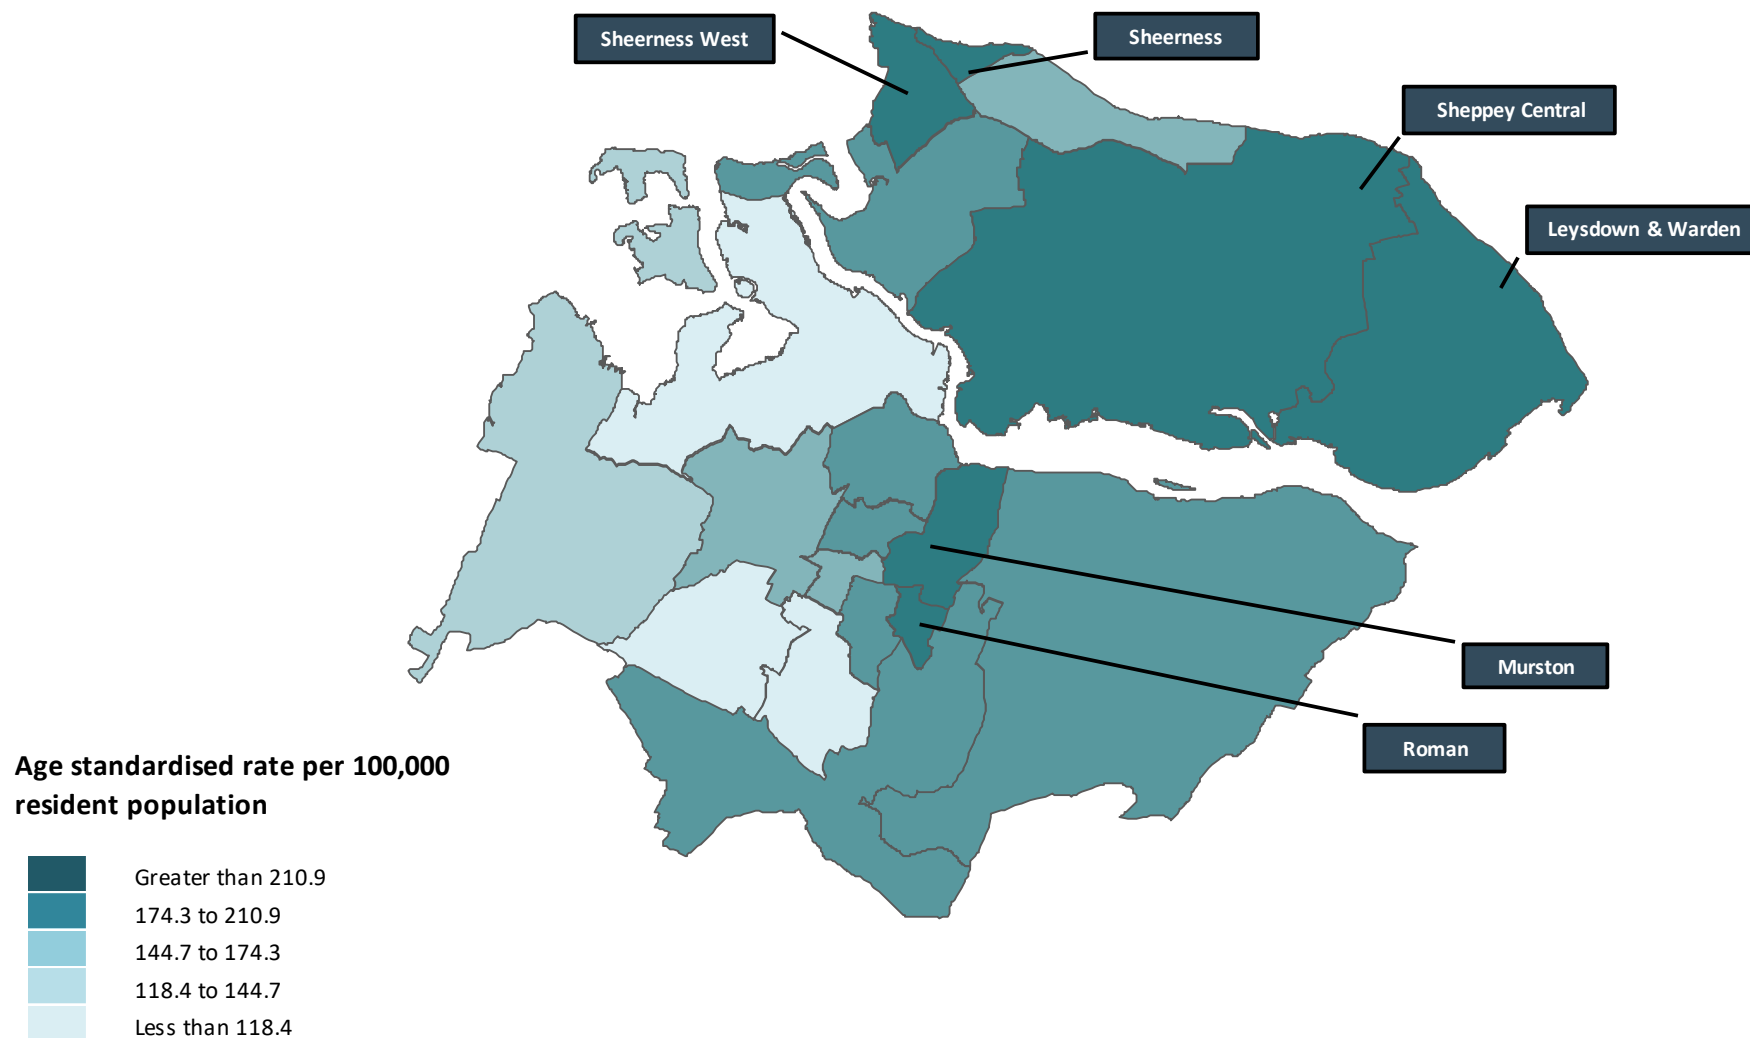 Sheerness West
Sheerness
Sheppey Central
Leysdown & Warden
Murston
Roman
Age standardised rate per 100,000
resident population
Greater than 210.9
174.3 to 210.9
144.7 to 174.3
118.4 to 144.7
Less than 118.4